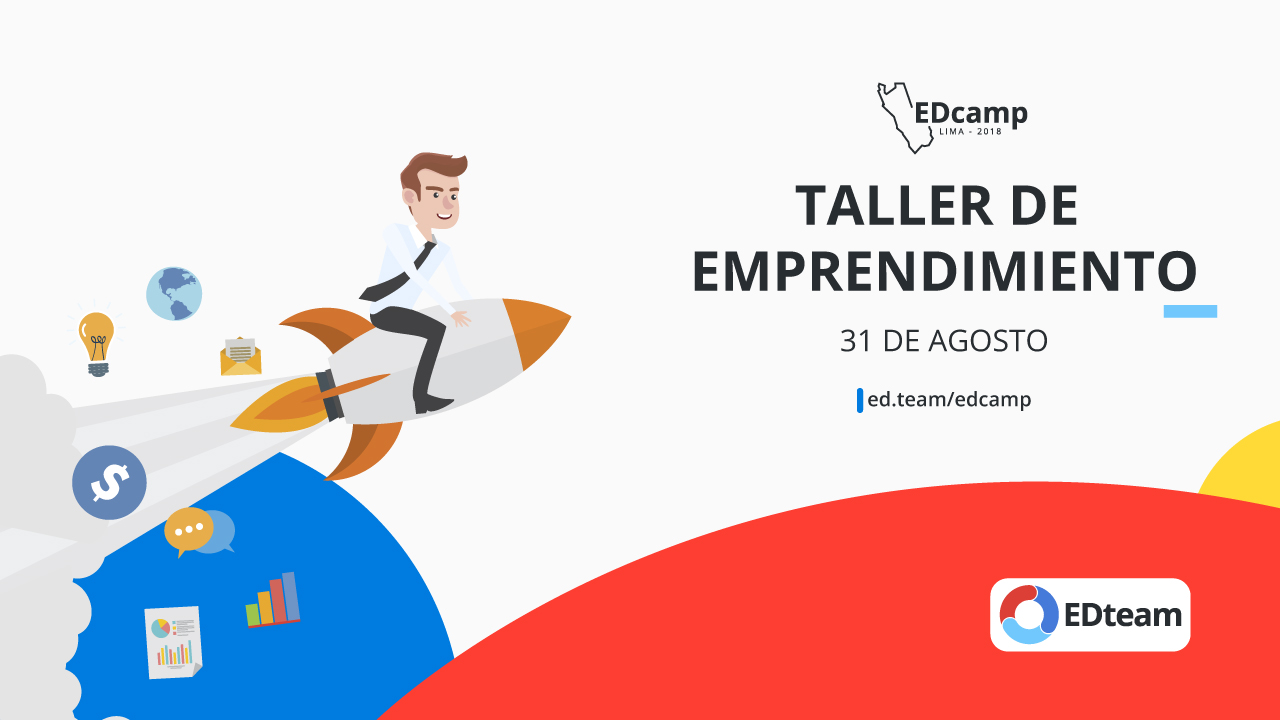 EDcamp
LIMA - 2018
TALLER DE
EMPRENDIMIENTO
31 DE AGOSTO
ed.team/edcamp
$
EDteam